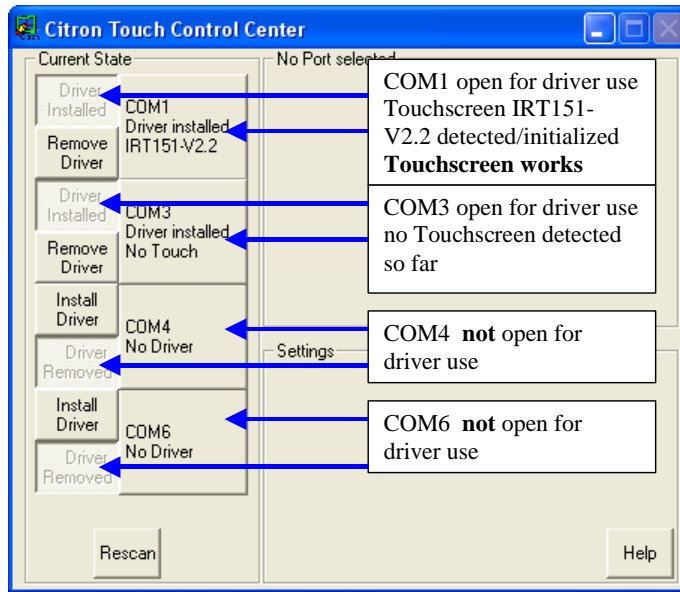 Citron Touch Control Center
Current State
No Port selected
Driver
Installed
Remove
Driver
COM1
Driver installed
IRT151-V2.2
Driver
Installed
Remove
Driver
COM3
Driver installed
No Touch
Install
Driver
Driver
Removed
COM4
No Driver
Install
Driver
Driver
Removed
COM6
No Driver
Rescan
COM1 open for driver use
Touchscreen IRT151-
V2.2 detected/initialized
Touchscreen works
COM3 open for driver use
no Touchscreen detected
so far
COM4 not open for
driver use
Settings
COM6 not open for
driver use
Help